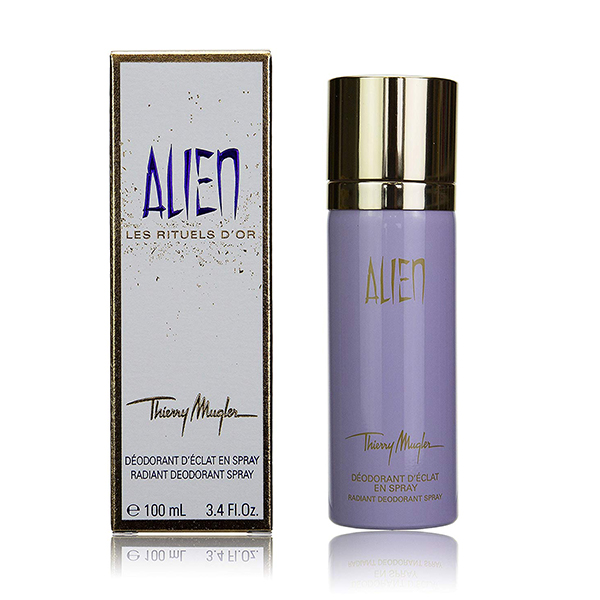 ALIEN
LES RITUELS D'OR
Thierry Mugler
DÉODORANT D'ÉCLAT EN SPRAY
RADIANT DEODORANT SPRAY
℮ 100 mL 3.4 Fl.Oz.
ALIEN
Thierry Mugler
DÉODORANT D'ÉCLAT
EN SPRAY
RADIANT DEODORANT SPRAY